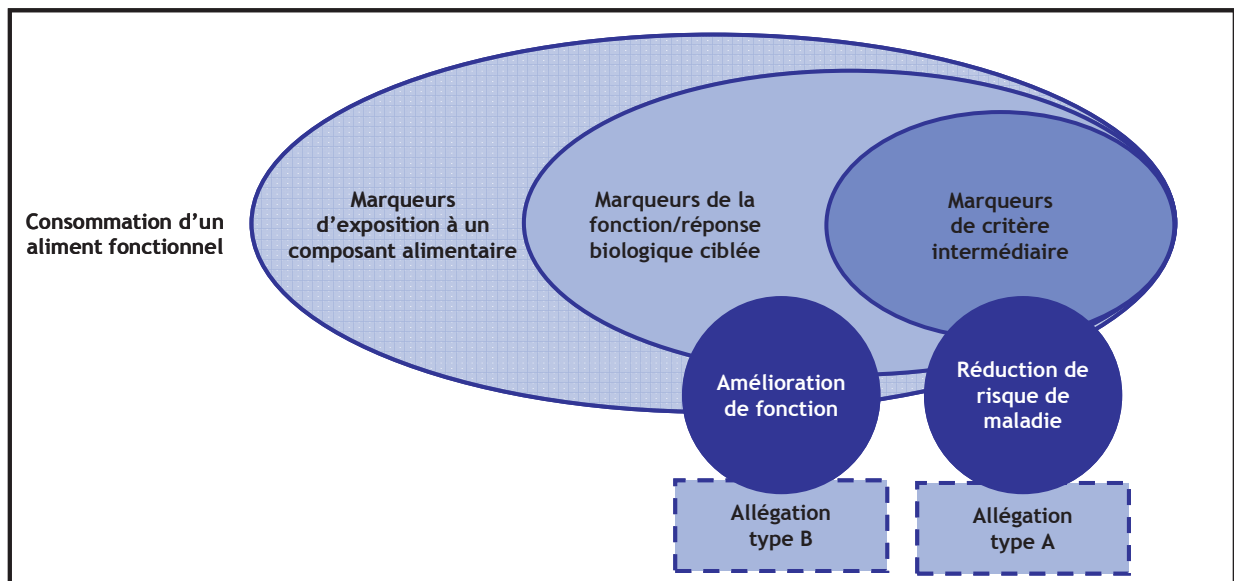 Consommation d’un
aliment fonctionnel
Marqueurs
d’exposition à un
composant alimentaire
Marqueurs de la
fonction/réponse
biologique ciblée
Marqueurs
de critère
intermédiaire
Amélioration
de fonction
Réduction de
risque de
maladie
Allégation
type B
Allégation
type A